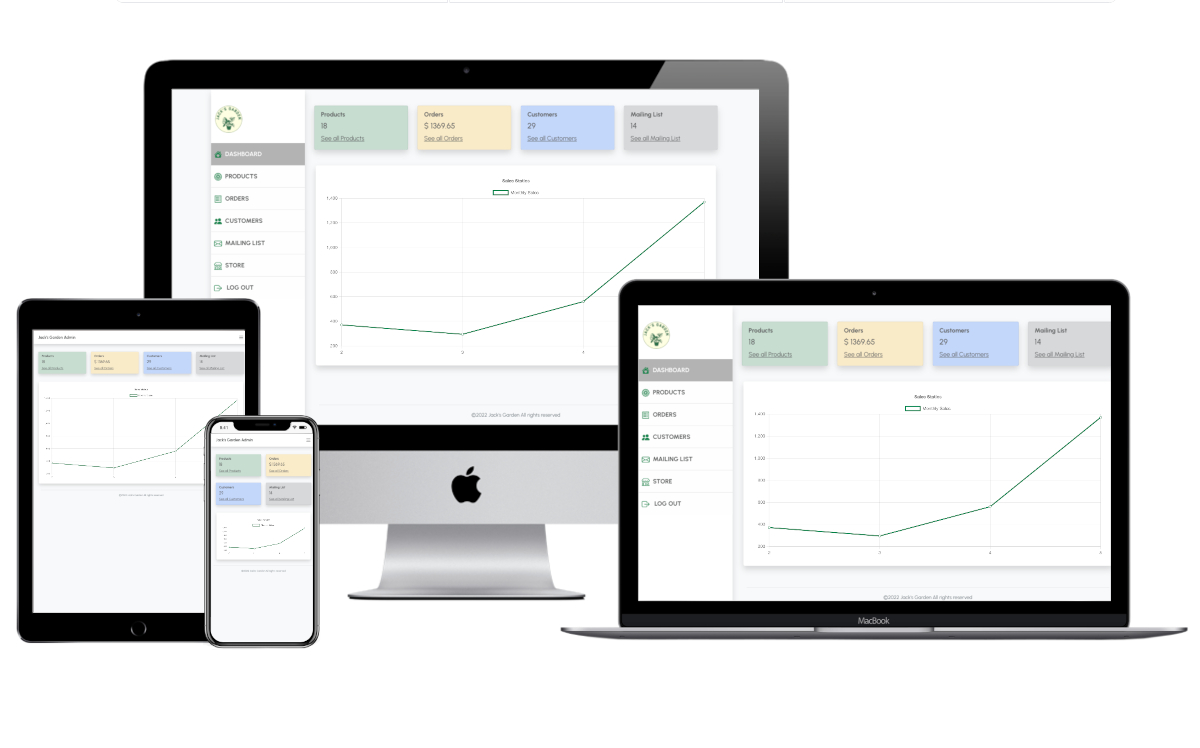 JACK'S GARDEN
Products
18
See all Products
Orders
$ 1369.65
See all Orders
Customers
29
See all Customers
Mailing List
14
See all Mailing List
DASHBOARD
PRODUCTS
ORDERS
CUSTOMERS
MAILING LIST
STORE
LOG OUT
Sales Statics
Monthly Sales
1,400
1,200
1,000
800
600
400
200
2
3
4
©2022 Jack's Garden All rights reserved
Jack's Garden Admin
Products
18
See all Products
Orders
$ 1369.65
See all Orders
Customers
29
See all Customers
Mailing List
14
See all Mailing List
9:41
Jack's Garden Admin
Products
18
See all Products
Orders
$ 1369.65
See all Orders
Customers
29
See all Customers
Mailing List
14
See all Mailing List
JACK'S GARDEN
Products
18
See all Products
Orders
$ 1369.65
See all Orders
Customers
29
See all Customers
Mailing List
14
See all Mailing List
DASHBOARD
PRODUCTS
ORDERS
CUSTOMERS
MAILING LIST
STORE
LOG OUT
Sales Statics
Monthly Sales
1,400
1,200
1,000
800
600
400
200
2
3
4
5
©2022 Jack's Garden All rights reserved
MacBook